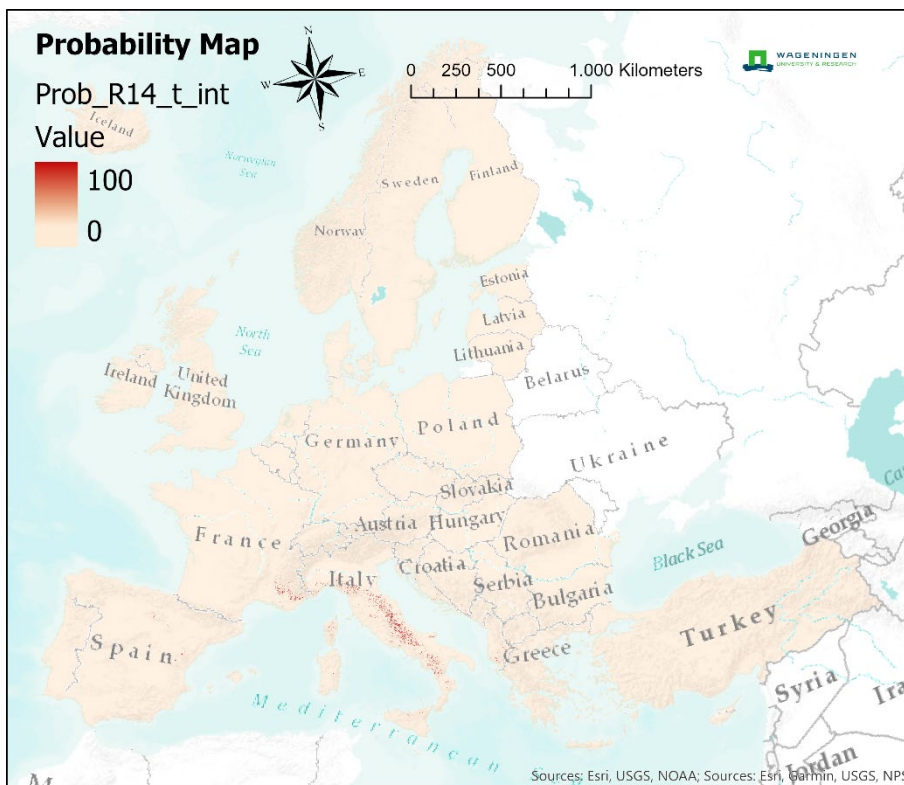 Probability Map
Prob_R14_t_int
Value
100
0
N
W
E
S
0 250 500 1.000 Kilometers
WAGENINGEN
UNIVERSITY & RESEARCH
Iceland
Norwegian
Sea
Sweden
Finland
Norway
Estonia
Latvia
Lithuania
North
Sea
Ireland
United
Kingdom
Belarus
Germany
Poland
Ukraine
Slovakia
France
Austria
Hungary
Romania
Georgia
Croatia
Italy
Serbia
Black Sea
Bulgaria
Spain
Greece
Turkey
Syria
Mediterranean
Jordan
Sources: Esri, USGS, NOAA; Sources: Esri, Garmin, USGS, NPS